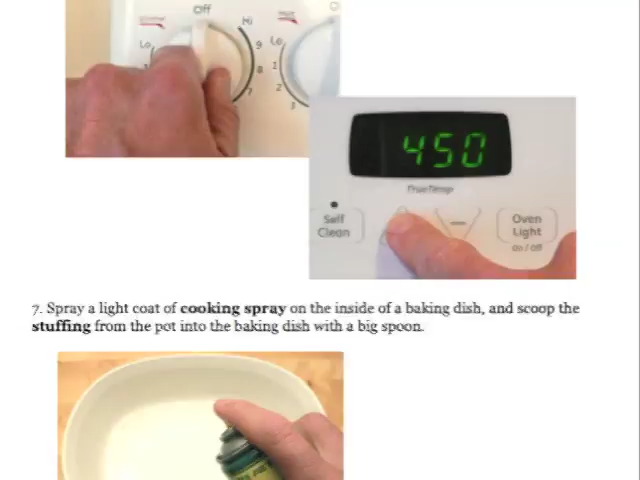 Off
Hi
Lo
9
8
7
Lo
1
2
3
450
TrueTemp
Self
Clean
Oven
Light
on / off
7. Spray a light coat of cooking spray on the inside of a baking dish, and scoop the
stuffing from the pot into the baking dish with a big spoon.